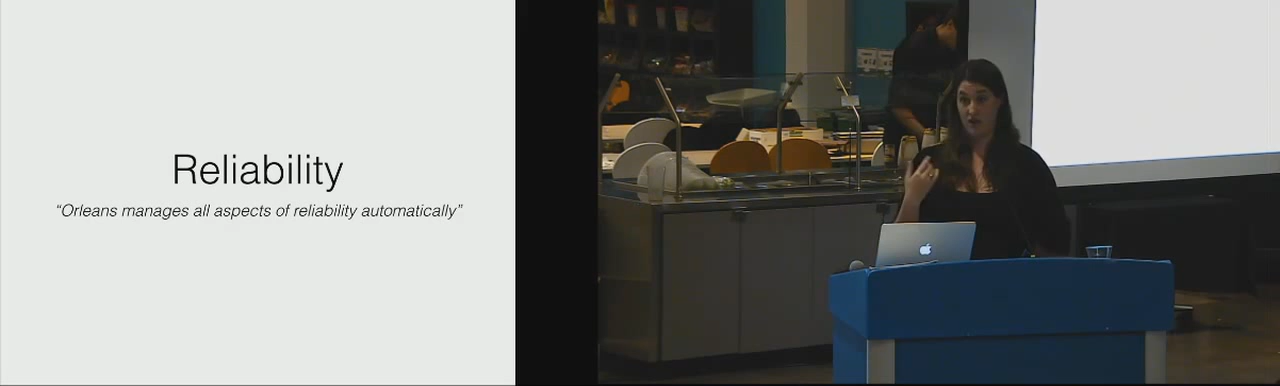 Reliability
“Orleans manages all aspects of reliability automatically”